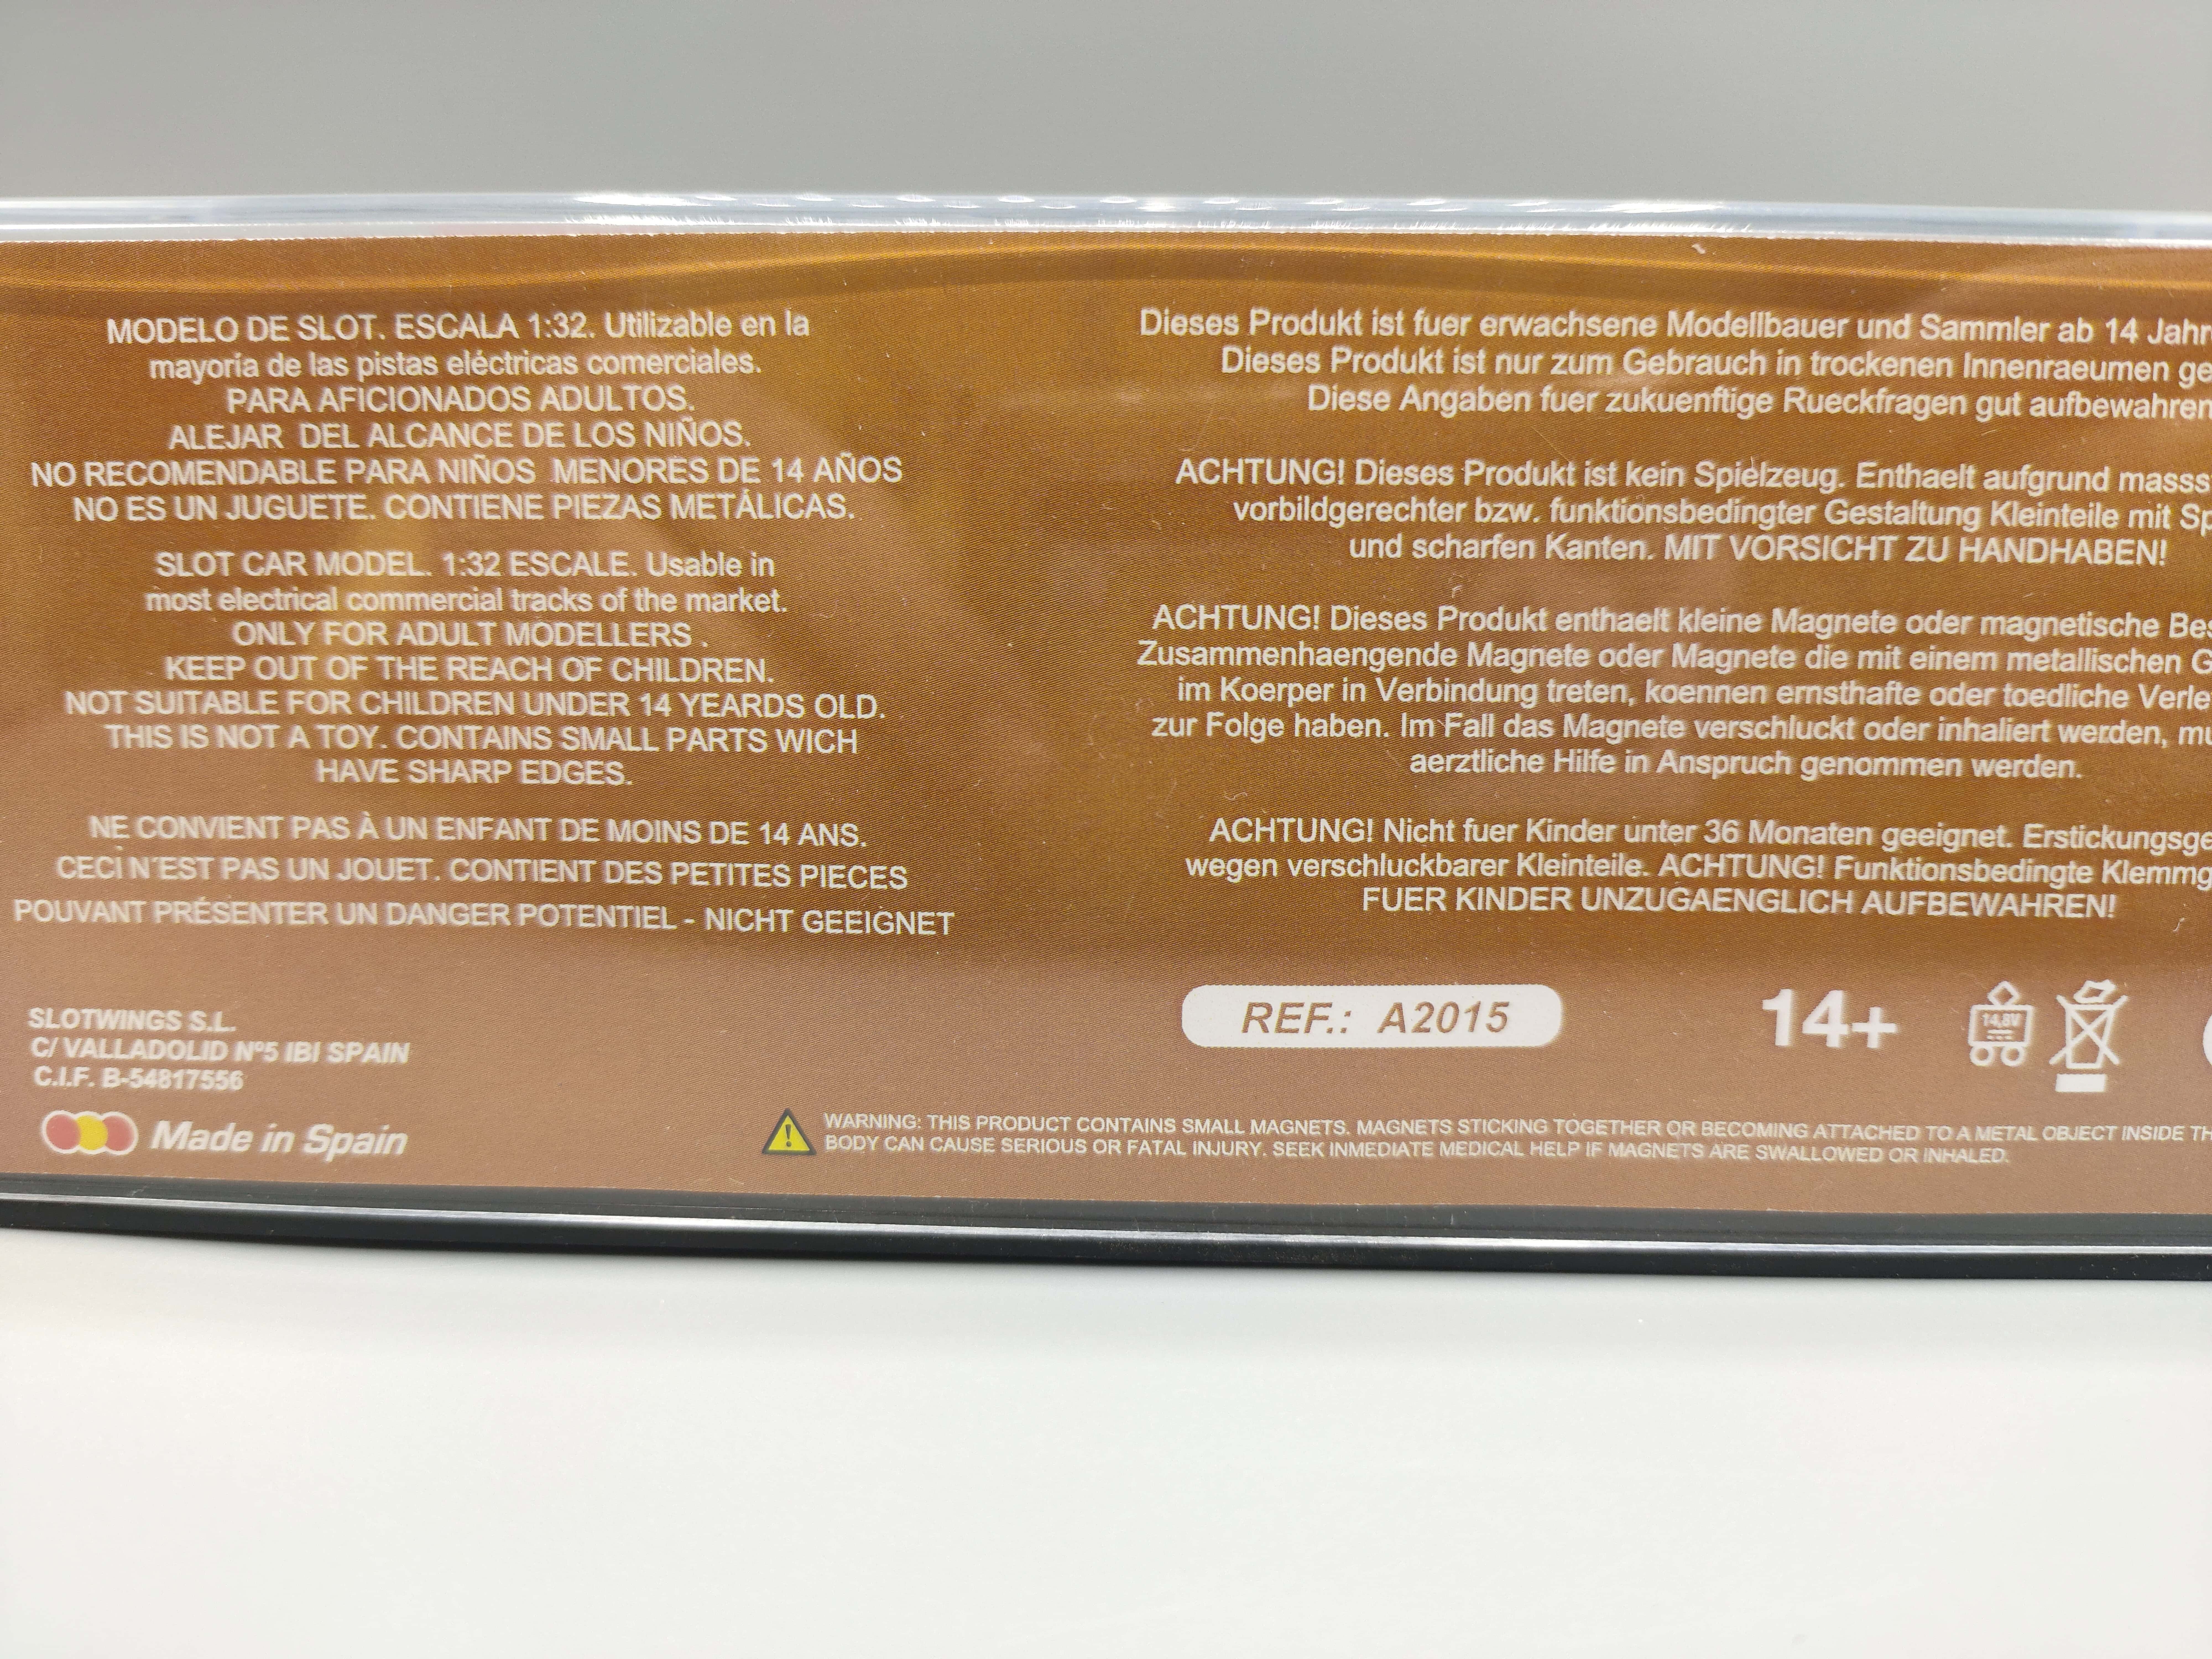 MODELO DE SLOT. ESCALA 1:32. Utilizable en la
mayoría de las pistas eléctricas comerciales.
PARA AFICIONADOS ADULTOS.
ALEJAR DEL ALCANCE DE LOS NIÑOS.
NO RECOMENDABLE PARA NIÑOS MENORES DE 14 AÑOS
NO ES UN JUGUETE. CONTIENE PIEZAS METÁLICAS.
SLOT CAR MODEL. 1:32 ESCALE. Usable in
most electrical commercial tracks of the market.
ONLY FOR ADULT MODELLERS .
KEEP OUT OF THE REACH OF CHILDREN.
NOT SUITABLE FOR CHILDREN UNDER 14 YEARDS OLD.
THIS IS NOT A TOY. CONTAINS SMALL PARTS WICH
HAVE SHARP EDGES.
NE CONVIENT PAS À UN ENFANT DE MOINS DE 14 ANS.
CECI N'EST PAS UN JOUET. CONTIENT DES PETITES PIECES
POUVANT PRÉSENTER UN DANGER POTENTIEL - NICHT GEEIGNET
SLOTWINGS S.L.
C/ VALLADOLID Nº5 IBI SPAIN
C.I.F. B-54817556
Made in Spain
Dieses Produkt ist fuer erwachsene Modellbauer und Sammler ab 14 Jahr
Dieses Produkt ist nur zum Gebrauch in trockenen Innenraeumen ge
Diese Angaben fuer zukuenftige Rueckfragen gut aufbewahren
ACHTUNG! Dieses Produkt ist kein Spielzeug. Enthaelt aufgrund massst
vorbildgerechter bzw. funktionsbedingter Gestaltung Kleinteile mit Sp
und scharfen Kanten. MIT VORSICHT ZU HANDHABEN!
ACHTUNG! Dieses Produkt enthaelt kleine Magnete oder magnetische Bes
Zusammenhaengende Magnete oder Magnete die mit einem metallischen G
im Koerper in Verbindung treten, koennen ernsthafte oder toedliche Verle
zur Folge haben. Im Fall das Magnete verschluckt oder inhaliert werden, mu
aerztliche Hilfe in Anspruch genommen werden.
ACHTUNG! Nicht fuer Kinder unter 36 Monaten geeignet. Erstickungsge
wegen verschluckbarer Kleinteile. ACHTUNG! Funktionsbedingte Klemmg
FUER KINDER UNZUGAENGLICH AUFBEWAHREN!
REF.: A2015
14+
14,8V
WARNING: THIS PRODUCT CONTAINS SMALL MAGNETS. MAGNETS STICKING TOGETHER OR BECOMING ATTACHED TO A METAL OBJECT INSIDE TH
BODY CAN CAUSE SERIOUS OR FATAL INJURY. SEEK INMEDIATE MEDICAL HELP IF MAGNETS ARE SWALLOWED OR INHALED.